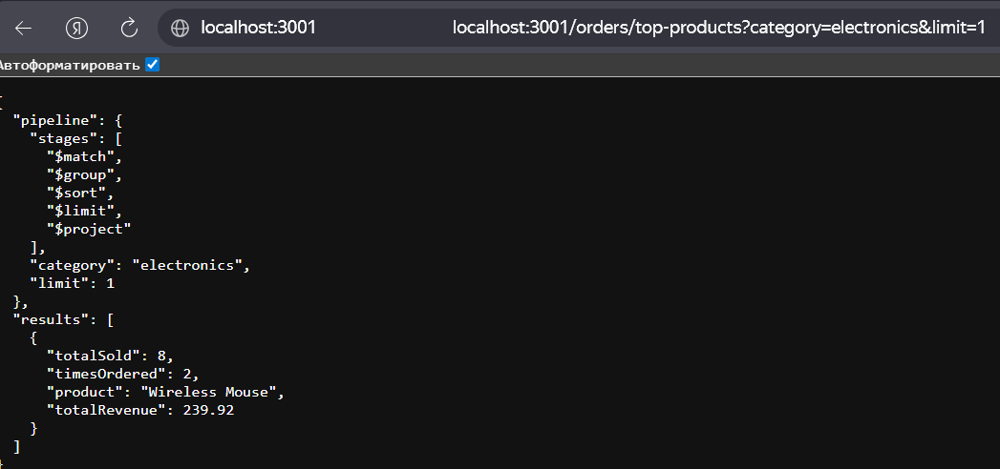 Я localhost:3001 localhost:3001/orders/top-products?category=electronics&limit=1
Автоформатировать
{
"pipeline": {
"stages": [
"$match",
"$group",
"$sort",
"$limit",
"$project"
],
"category": "electronics",
"limit": 1
},
"results": [
{
"totalSold": 8,
"timesOrdered": 2,
"product": "Wireless Mouse",
"totalRevenue": 239.92
}
]
}